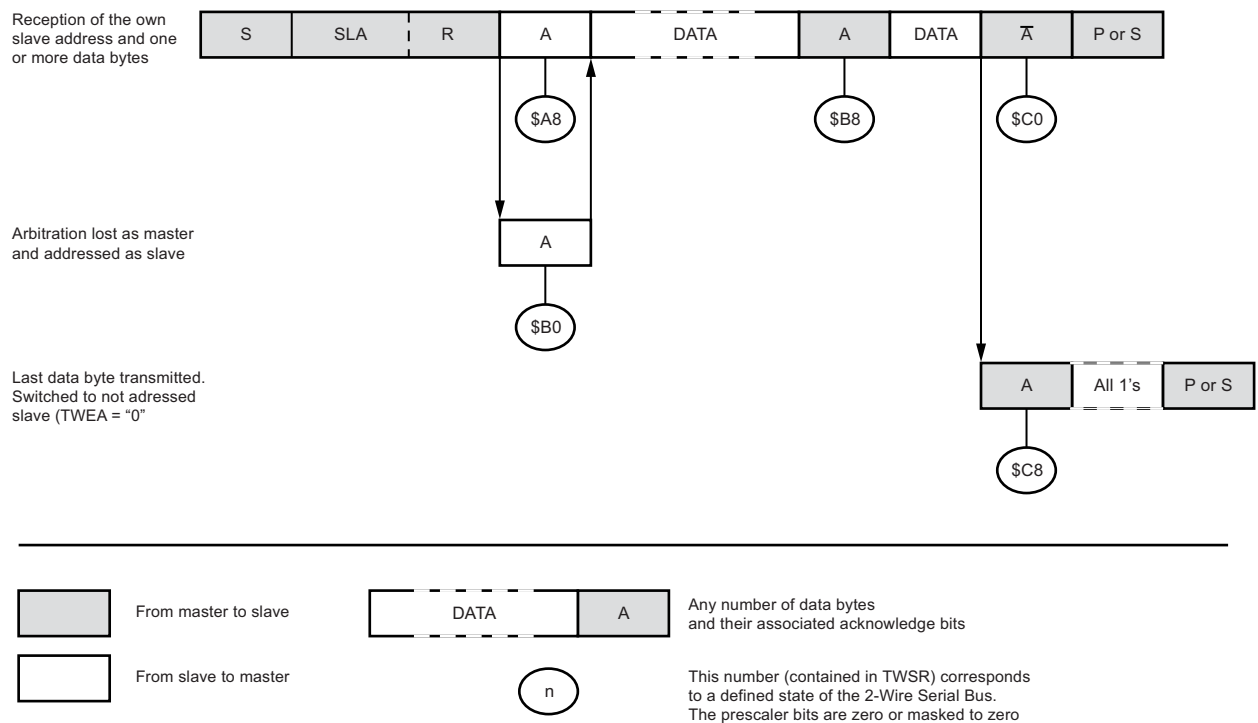 Reception of the own
slave address and one
or more data bytes
S SLA R A DATA A DATA A̅ P or S
$A8 $B8 $C0
Arbitration lost as master
and addressed as slave
A
$B0
Last data byte transmitted.
Switched to not adressed
slave (TWEA = “0”
A All 1's P or S
$C8
From master to slave
DATA A
Any number of data bytes
and their associated acknowledge bits
From slave to master
n
This number (contained in TWSR) corresponds
to a defined state of the 2-Wire Serial Bus.
The prescaler bits are zero or masked to zero